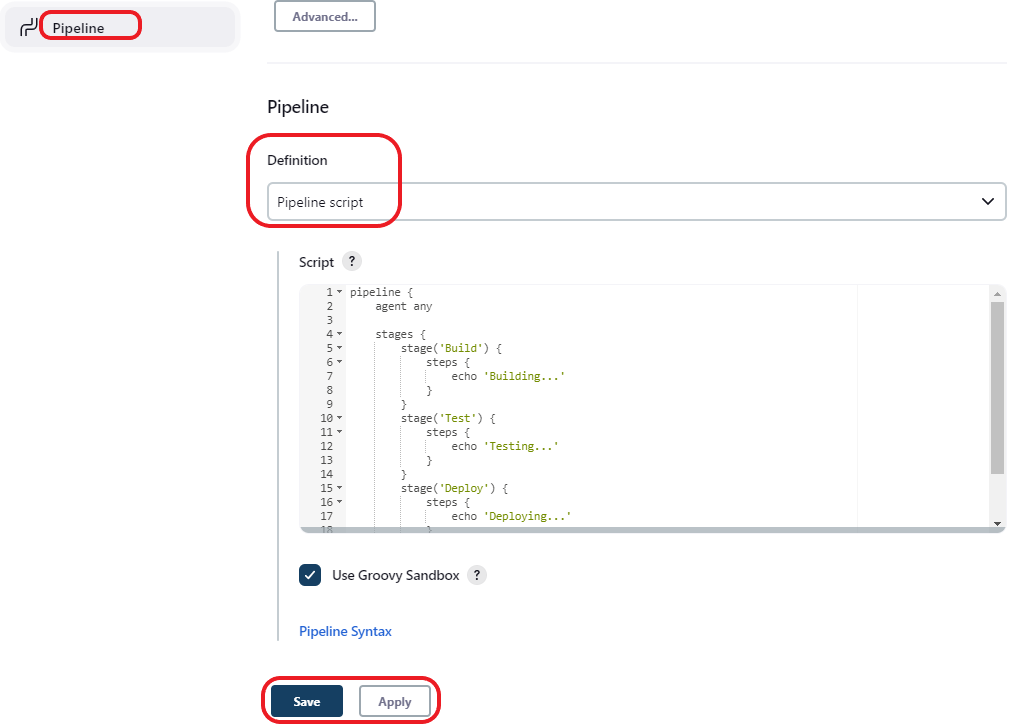 Pipeline
Advanced...
Pipeline
Definition
Pipeline script
Script ?
1 pipeline {
2     agent any
3
4     stages {
5         stage('Build') {
6             steps {
7                 echo 'Building...'
8             }
9         }
10         stage('Test') {
11             steps {
12                 echo 'Testing...'
13             }
14         }
15         stage('Deploy') {
16             steps {
17                 echo 'Deploying...'
18             }
Use Groovy Sandbox ?
Pipeline Syntax
Save Apply